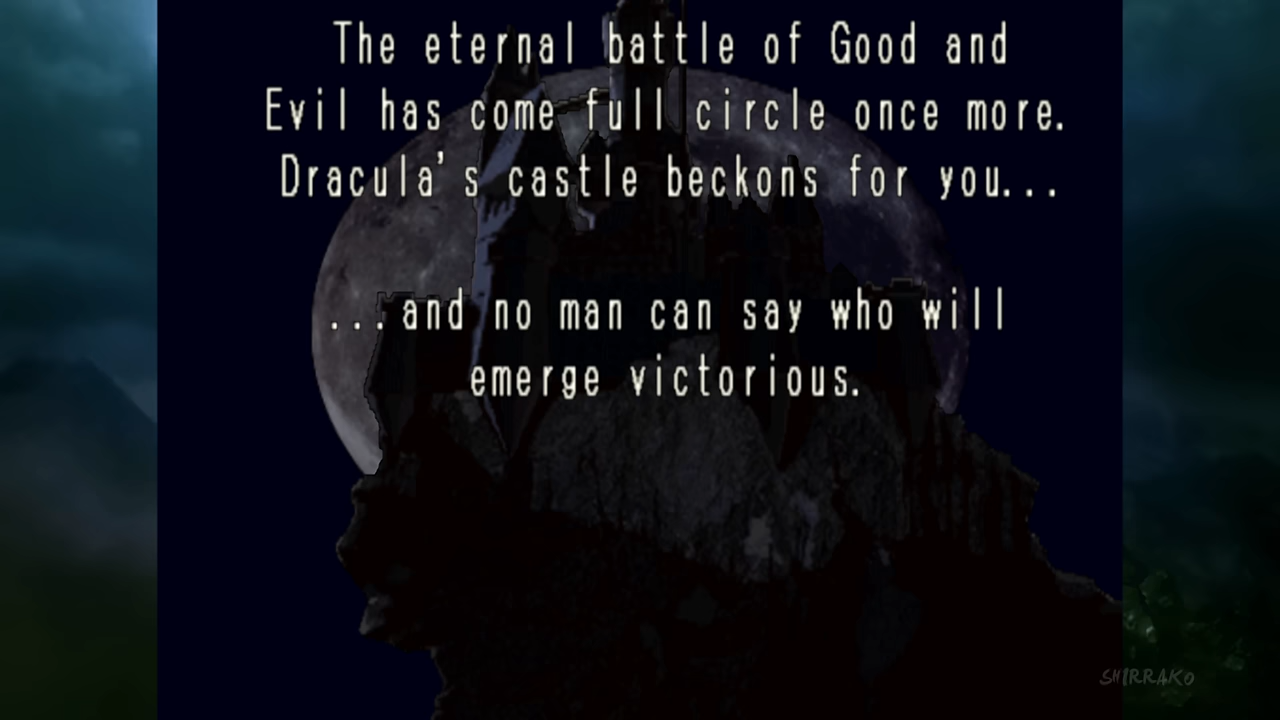 The eternal battle of Good and
Evil has come full circle once more.
Dracula's castle beckons for you...
...and no man can say who will
emerge victorious.
SHIRRAKO